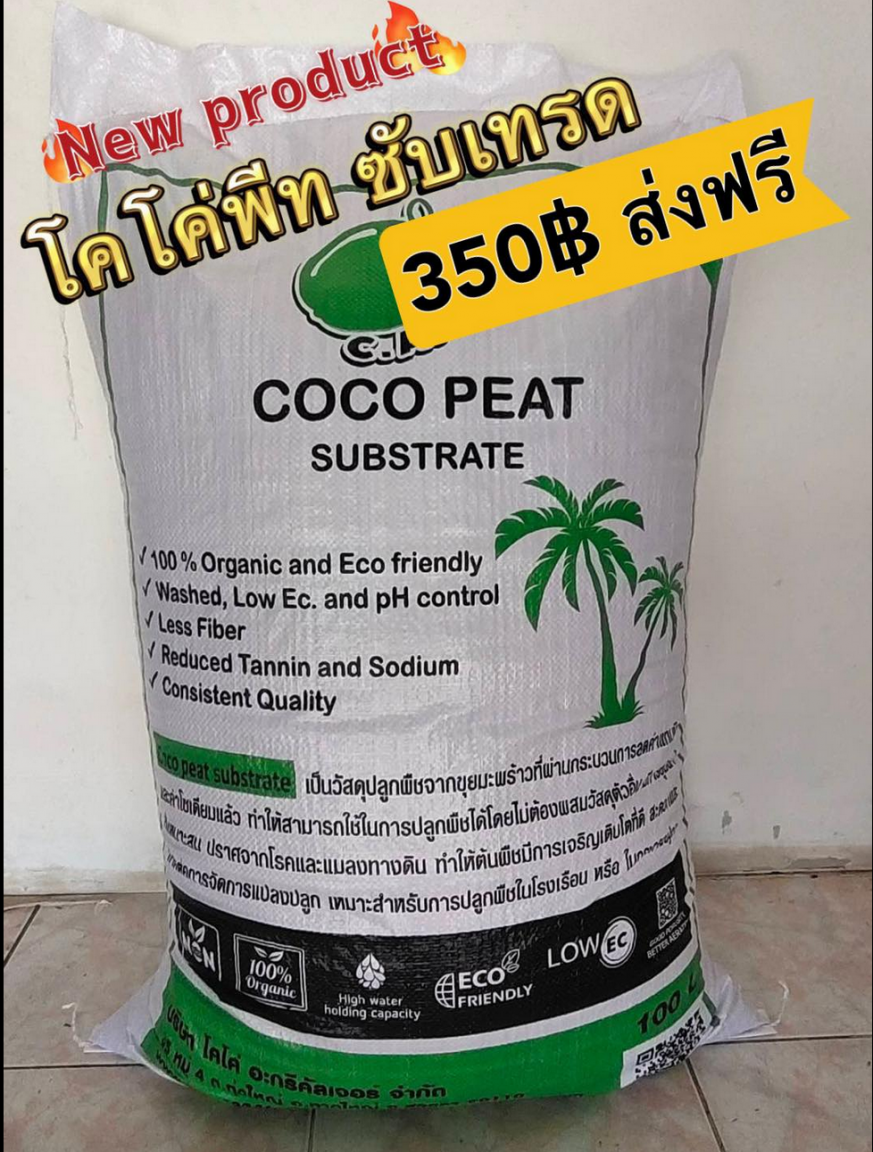 New product
โคโค่พีท ซับเทรด
350฿ ส่งฟรี
COCO PEAT
SUBSTRATE
✓ 100 % Organic and Eco friendly
✓ Washed, Low Ec. and pH control
✓ Less Fiber
✓ Reduced Tannin and Sodium
✓ Consistent Quality
Coco peat substrate เป็นวัสดุปลูกพืชจากขุยมะพร้าวที่ผ่านกระบวนการลดค่า
และค่าโซเดียมแล้ว ทำให้สามารถใช้ในการปลูกพืชได้โดยไม่ต้องผสมวัสดุตัวอื่น
ปราศจากโรคและแมลงทางดิน ทำให้ต้นพืชมีการเจริญเติบโตที่ดี
การจัดการแปลงปลูก เหมาะสำหรับการปลูกพืชในโรงเรือน หรือ
100%
Organic
High water
holding capacity
ECO
FRIENDLY
LOW EC
100 L
บริษัท โคโค่ อะกริคัลเจอร์ จำกัด
หมู่ 4